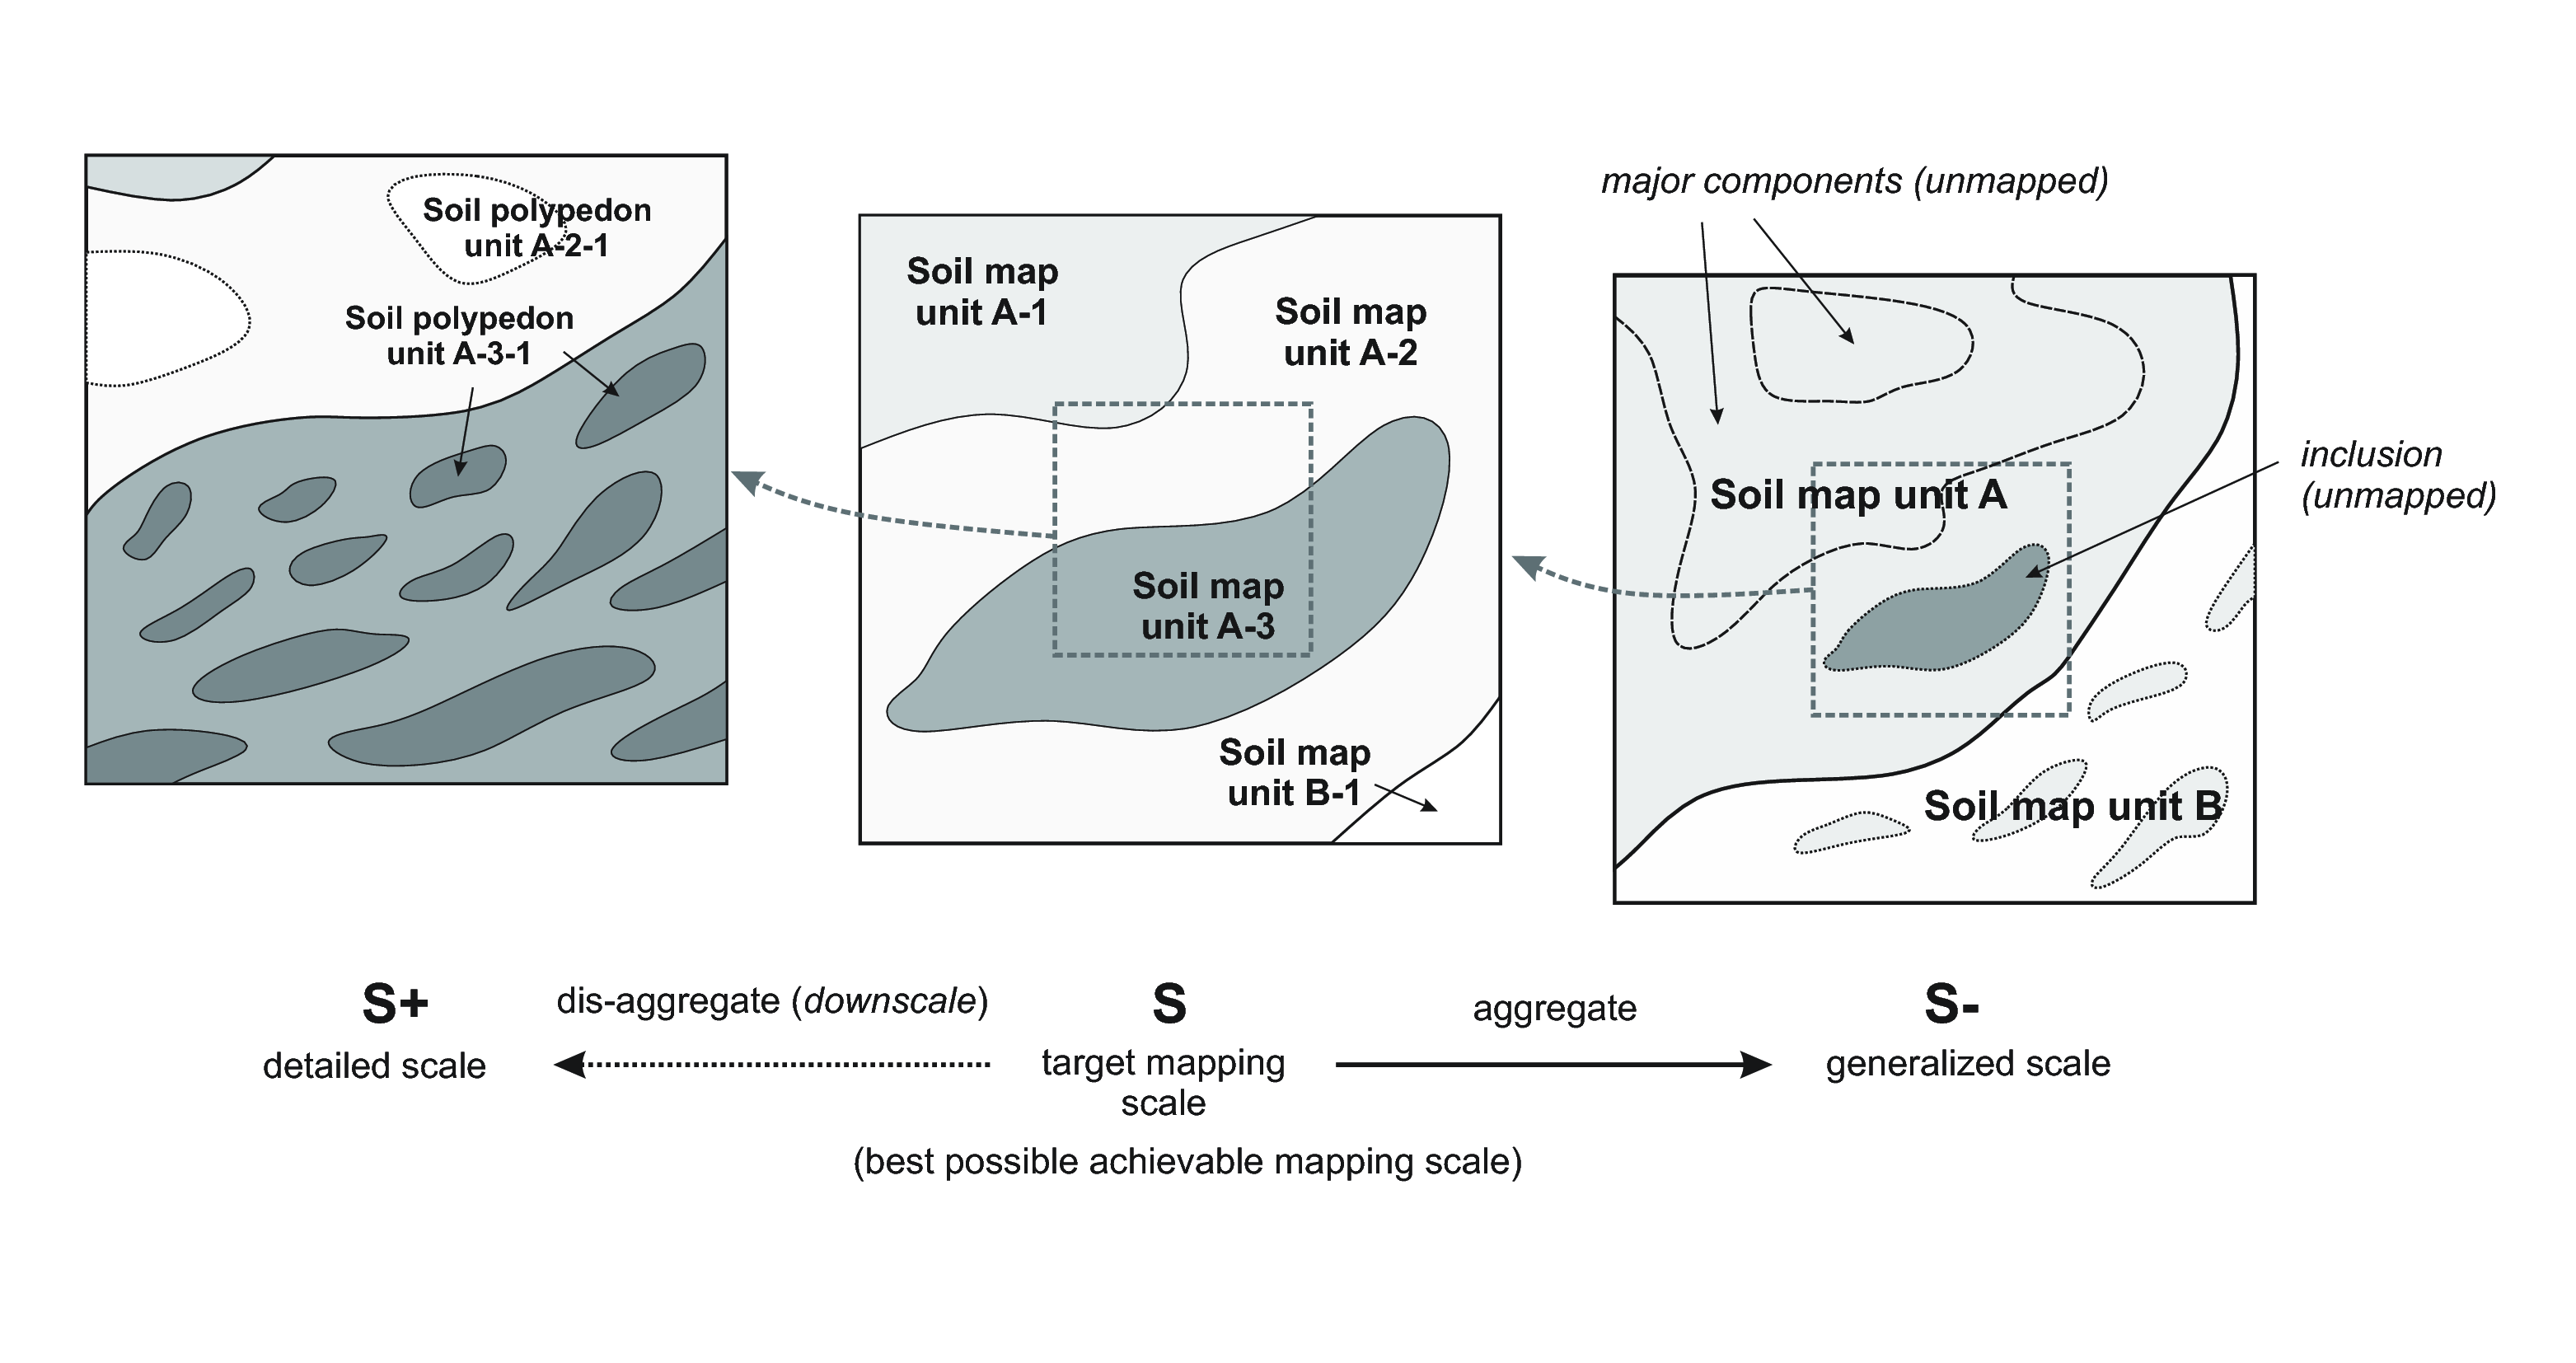 Soil polypedon
unit A-2-1
Soil polypedon
unit A-3-1
Soil map
unit A-1
Soil map
unit A-2
Soil map
unit A-3
Soil map
unit B-1
major components (unmapped)
Soil map unit A
inclusion
(unmapped)
Soil map unit B
S+
detailed scale
dis-aggregate (downscale)
S
target mapping
scale
(best possible achievable mapping scale)
aggregate
S-
generalized scale